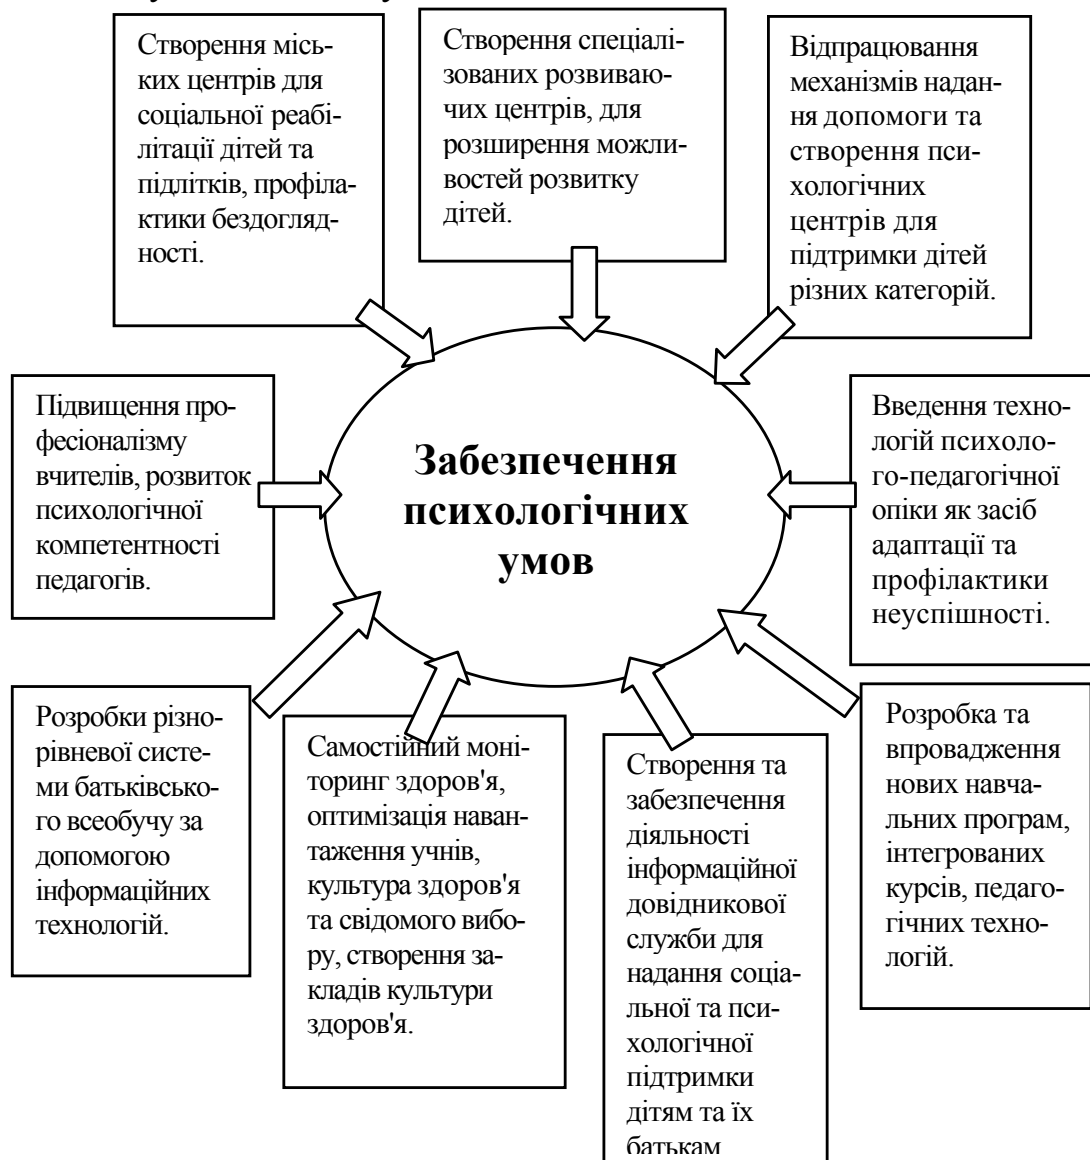 Створення місь-
ких центрів для
соціальної реабі-
літації дітей та
підлітків, профіла-
ктики бездогляд-
ності.
Створення спеціалі-
зованих розвиваю-
чих центрів, для
розширення можли-
востей розвитку
дітей.
Відпрацювання
механізмів надан-
ня допомоги та
створення пси-
хологічних
центрів для
підтримки дітей
різних категорій.
Підвищення про-
фесіоналізму
вчителів, розвиток
психологічної
компетентності
педагогів.
Забезпечення
психологічних
умов
Введення техно-
логій психоло-
го-педагогічної
опіки як засіб
адаптації та
профілактики
неуспішності.
Розробки різно-
рівневої систе-
ми батьківсько-
го всеобучу за
допомогою
інформаційних
технологій.
Самостійний моні-
торинг здоров'я,
оптимізація наван-
таження учнів,
культура здоров'я
та свідомого вибо-
ру, створення за-
кладів культури
здоров'я.
Створення та
забезпечення
діяльності
інформаційної
довідникової
служби для
надання соціа-
льної та пси-
хологічної
підтримки
дітям та їх
батькам
Розробка та
впровадження
нових навча-
льних програм,
інтегрованих
курсів, педаго-
гічних техно-
логій.